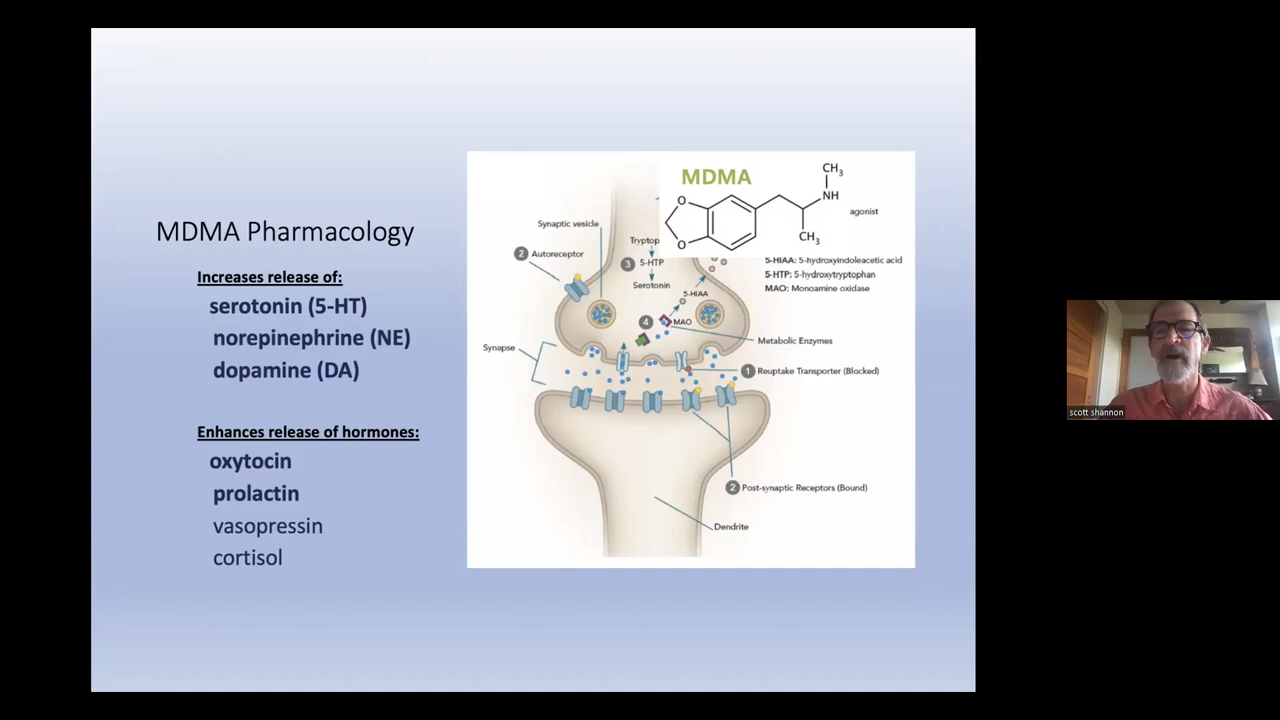 MDMA Pharmacology
Increases release of:
serotonin (5-HT)
norepinephrine (NE)
dopamine (DA)
Enhances release of hormones:
oxytocin
prolactin
vasopressin
cortisol
MDMA
CH3
O
NH
agonist
O
CH3
Synaptic vesicle
Tryptop
2 Autoreceptor
3 5-HTP
5-HIAA: 5-hydroxyindoleacetic acid
5-HTP: 5-hydroxytryptophan
MAO: Monoamine oxidase
Serotonin
5-HIAA
4 MAO
Metabolic Enzymes
Synapse
1 Reuptake Transporter (Blocked)
2 Post-synaptic Receptors (Bound)
Dendrite
scott shannon